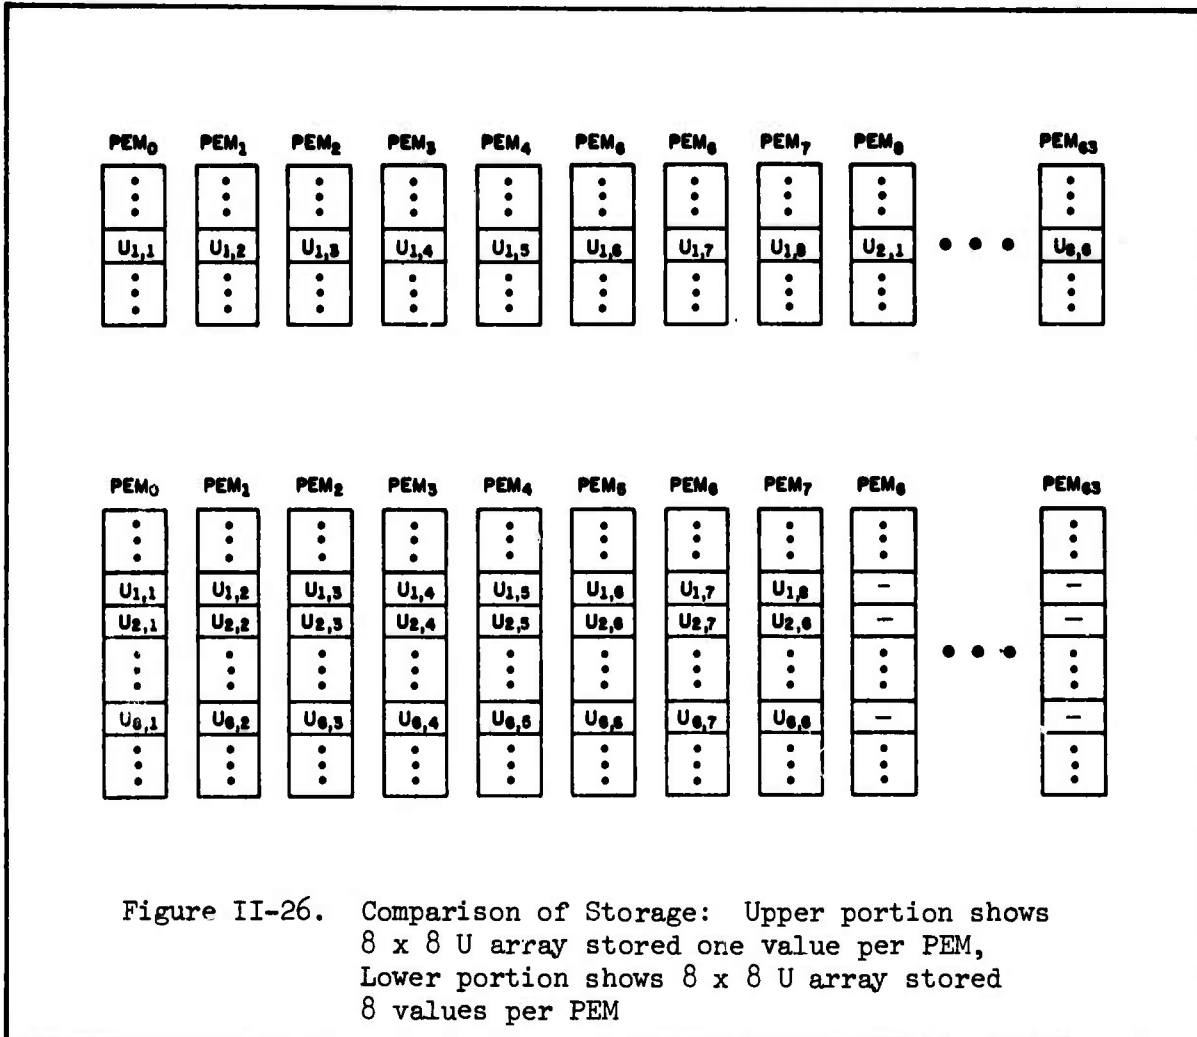 PEM₀ PEM₁ PEM₂ PEM₃ PEM₄ PEM₅ PEM₆ PEM₇ PEM₈ PEM₆₃
U₁,₁ U₁,₂ U₁,₃ U₁,₄ U₁,₅ U₁,₆ U₁,₇ U₁,₈ U₂,₁ • • • U₈,₈
PEM₀ PEM₁ PEM₂ PEM₃ PEM₄ PEM₅ PEM₆ PEM₇ PEM₈ PEM₆₃
U₁,₁ U₁,₂ U₁,₃ U₁,₄ U₁,₅ U₁,₆ U₁,₇ U₁,₈ – –
U₂,₁ U₂,₂ U₂,₃ U₂,₄ U₂,₅ U₂,₆ U₂,₇ U₂,₈ – –
• • •
U₈,₁ U₈,₂ U₈,₃ U₈,₄ U₈,₅ U₈,₆ U₈,₇ U₈,₈ – –
Figure II-26. Comparison of Storage: Upper portion shows
8 x 8 U array stored one value per PEM,
Lower portion shows 8 x 8 U array stored
8 values per PEM